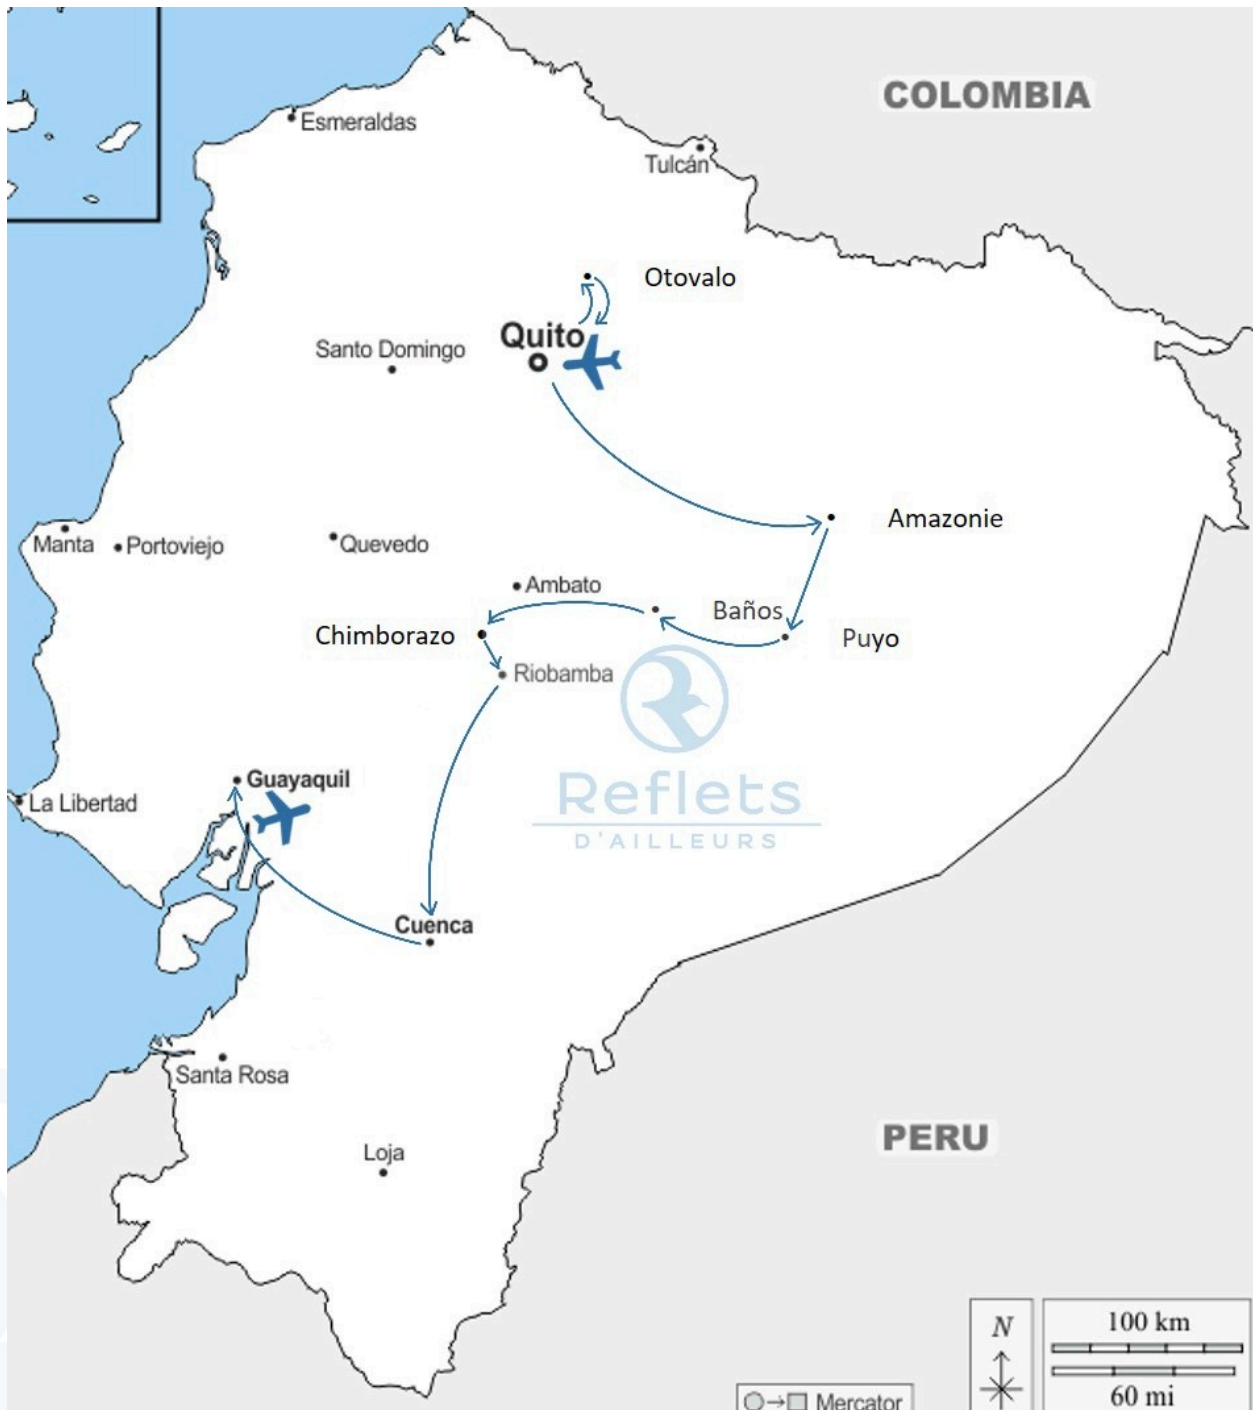 COLOMBIA
Esmeraldas
Tulcán
Otovalo
Quito
Santo Domingo
Amazonie
Manta
Portoviejo
Quevedo
Ambato
Baños
Chimborazo
Puyo
Riobamba
Guayaquil
La Libertad
Reflets
D'AILLEURS
Cuenca
Santa Rosa
PERU
Loja
N
100 km
60 mi
Mercator